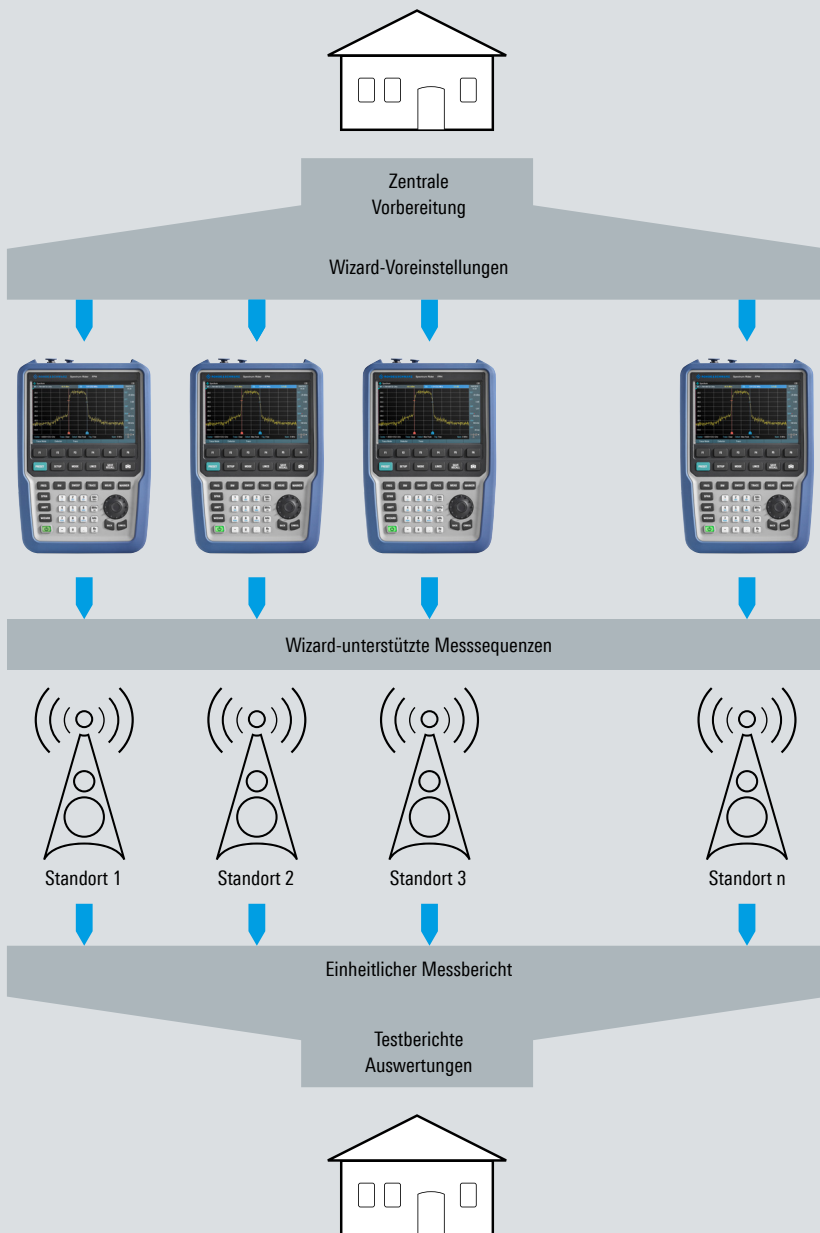 Zentrale
Vorbereitung
Wizard-Voreinstellungen
Wizard-unterstützte Messsequenzen
Standort 1
Standort 2
Standort 3
Standort n
Einheitlicher Messbericht
Testberichte
Auswertungen